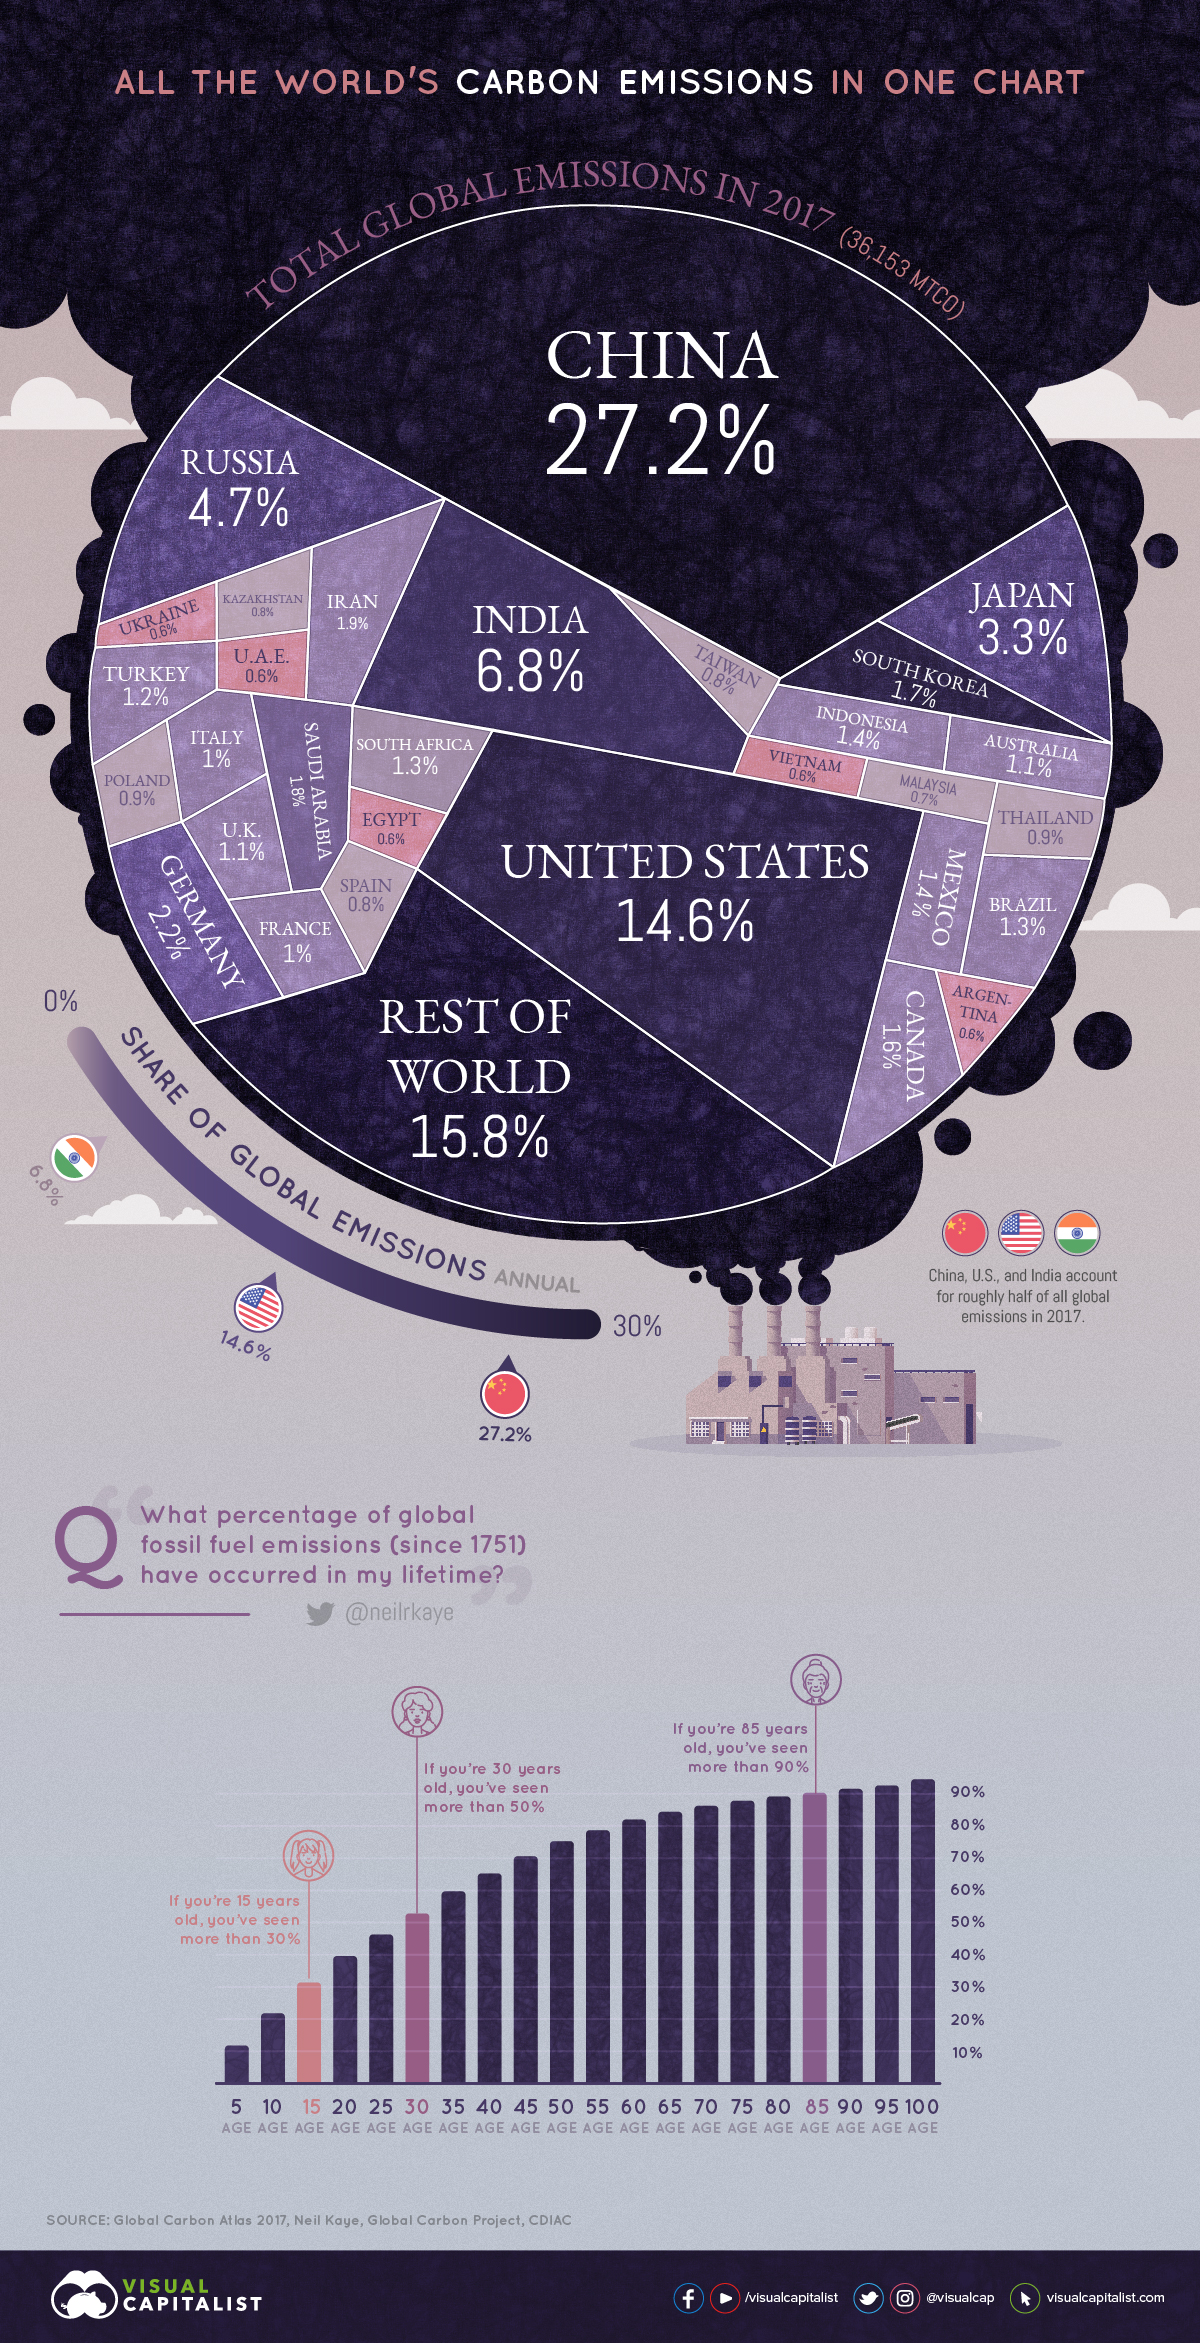 ALL THE WORLD'S CARBON EMISSIONS IN ONE CHART
TOTAL GLOBAL EMISSIONS IN 2017 (36,153 MTCO)
CHINA
27.2%
RUSSIA
4.7%
JAPAN
3.3%
UKRAINE
0.6%
KAZAKHSTAN
0.8%
IRAN
1.9%
INDIA
6.8%
TAIWAN
0.8%
SOUTH KOREA
1.7%
TURKEY
1.2%
U.A.E.
0.6%
INDONESIA
1.4%
AUSTRALIA
1.1%
ITALY
1%
SAUDI ARABIA
1.8%
SOUTH AFRICA
1.3%
VIETNAM
0.6%
MALAYSIA
0.7%
POLAND
0.9%
THAILAND
0.9%
U.K.
1.1%
EGYPT
0.6%
UNITED STATES
14.6%
MEXICO
1.4%
BRAZIL
1.3%
GERMANY
2.2%
FRANCE
1%
SPAIN
0.8%
CANADA
1.6%
ARGEN-
TINA
0.6%
REST OF
WORLD
15.8%
0%
SHARE OF GLOBAL EMISSIONS ANNUAL
30%
6.8%
14.6%
27.2%
China, U.S., and India account
for roughly half of all global
emissions in 2017.
Q
“What percentage of global
fossil fuel emissions (since 1751)
have occurred in my lifetime?”
@neilrkaye
If you're 85 years
old, you've seen
more than 90%
If you're 30 years
old, you've seen
more than 50%
If you're 15 years
old, you've seen
more than 30%
90%
80%
70%
60%
50%
40%
30%
20%
10%
5 10 15 20 25 30 35 40 45 50 55 60 65 70 75 80 85 90 95 100
AGE AGE AGE AGE AGE AGE AGE AGE AGE AGE AGE AGE AGE AGE AGE AGE AGE AGE AGE AGE
SOURCE: Global Carbon Atlas 2017, Neil Kaye, Global Carbon Project, CDIAC
VISUAL
CAPITALIST
/visualcapitalist @visualcap visualcapitalist.com